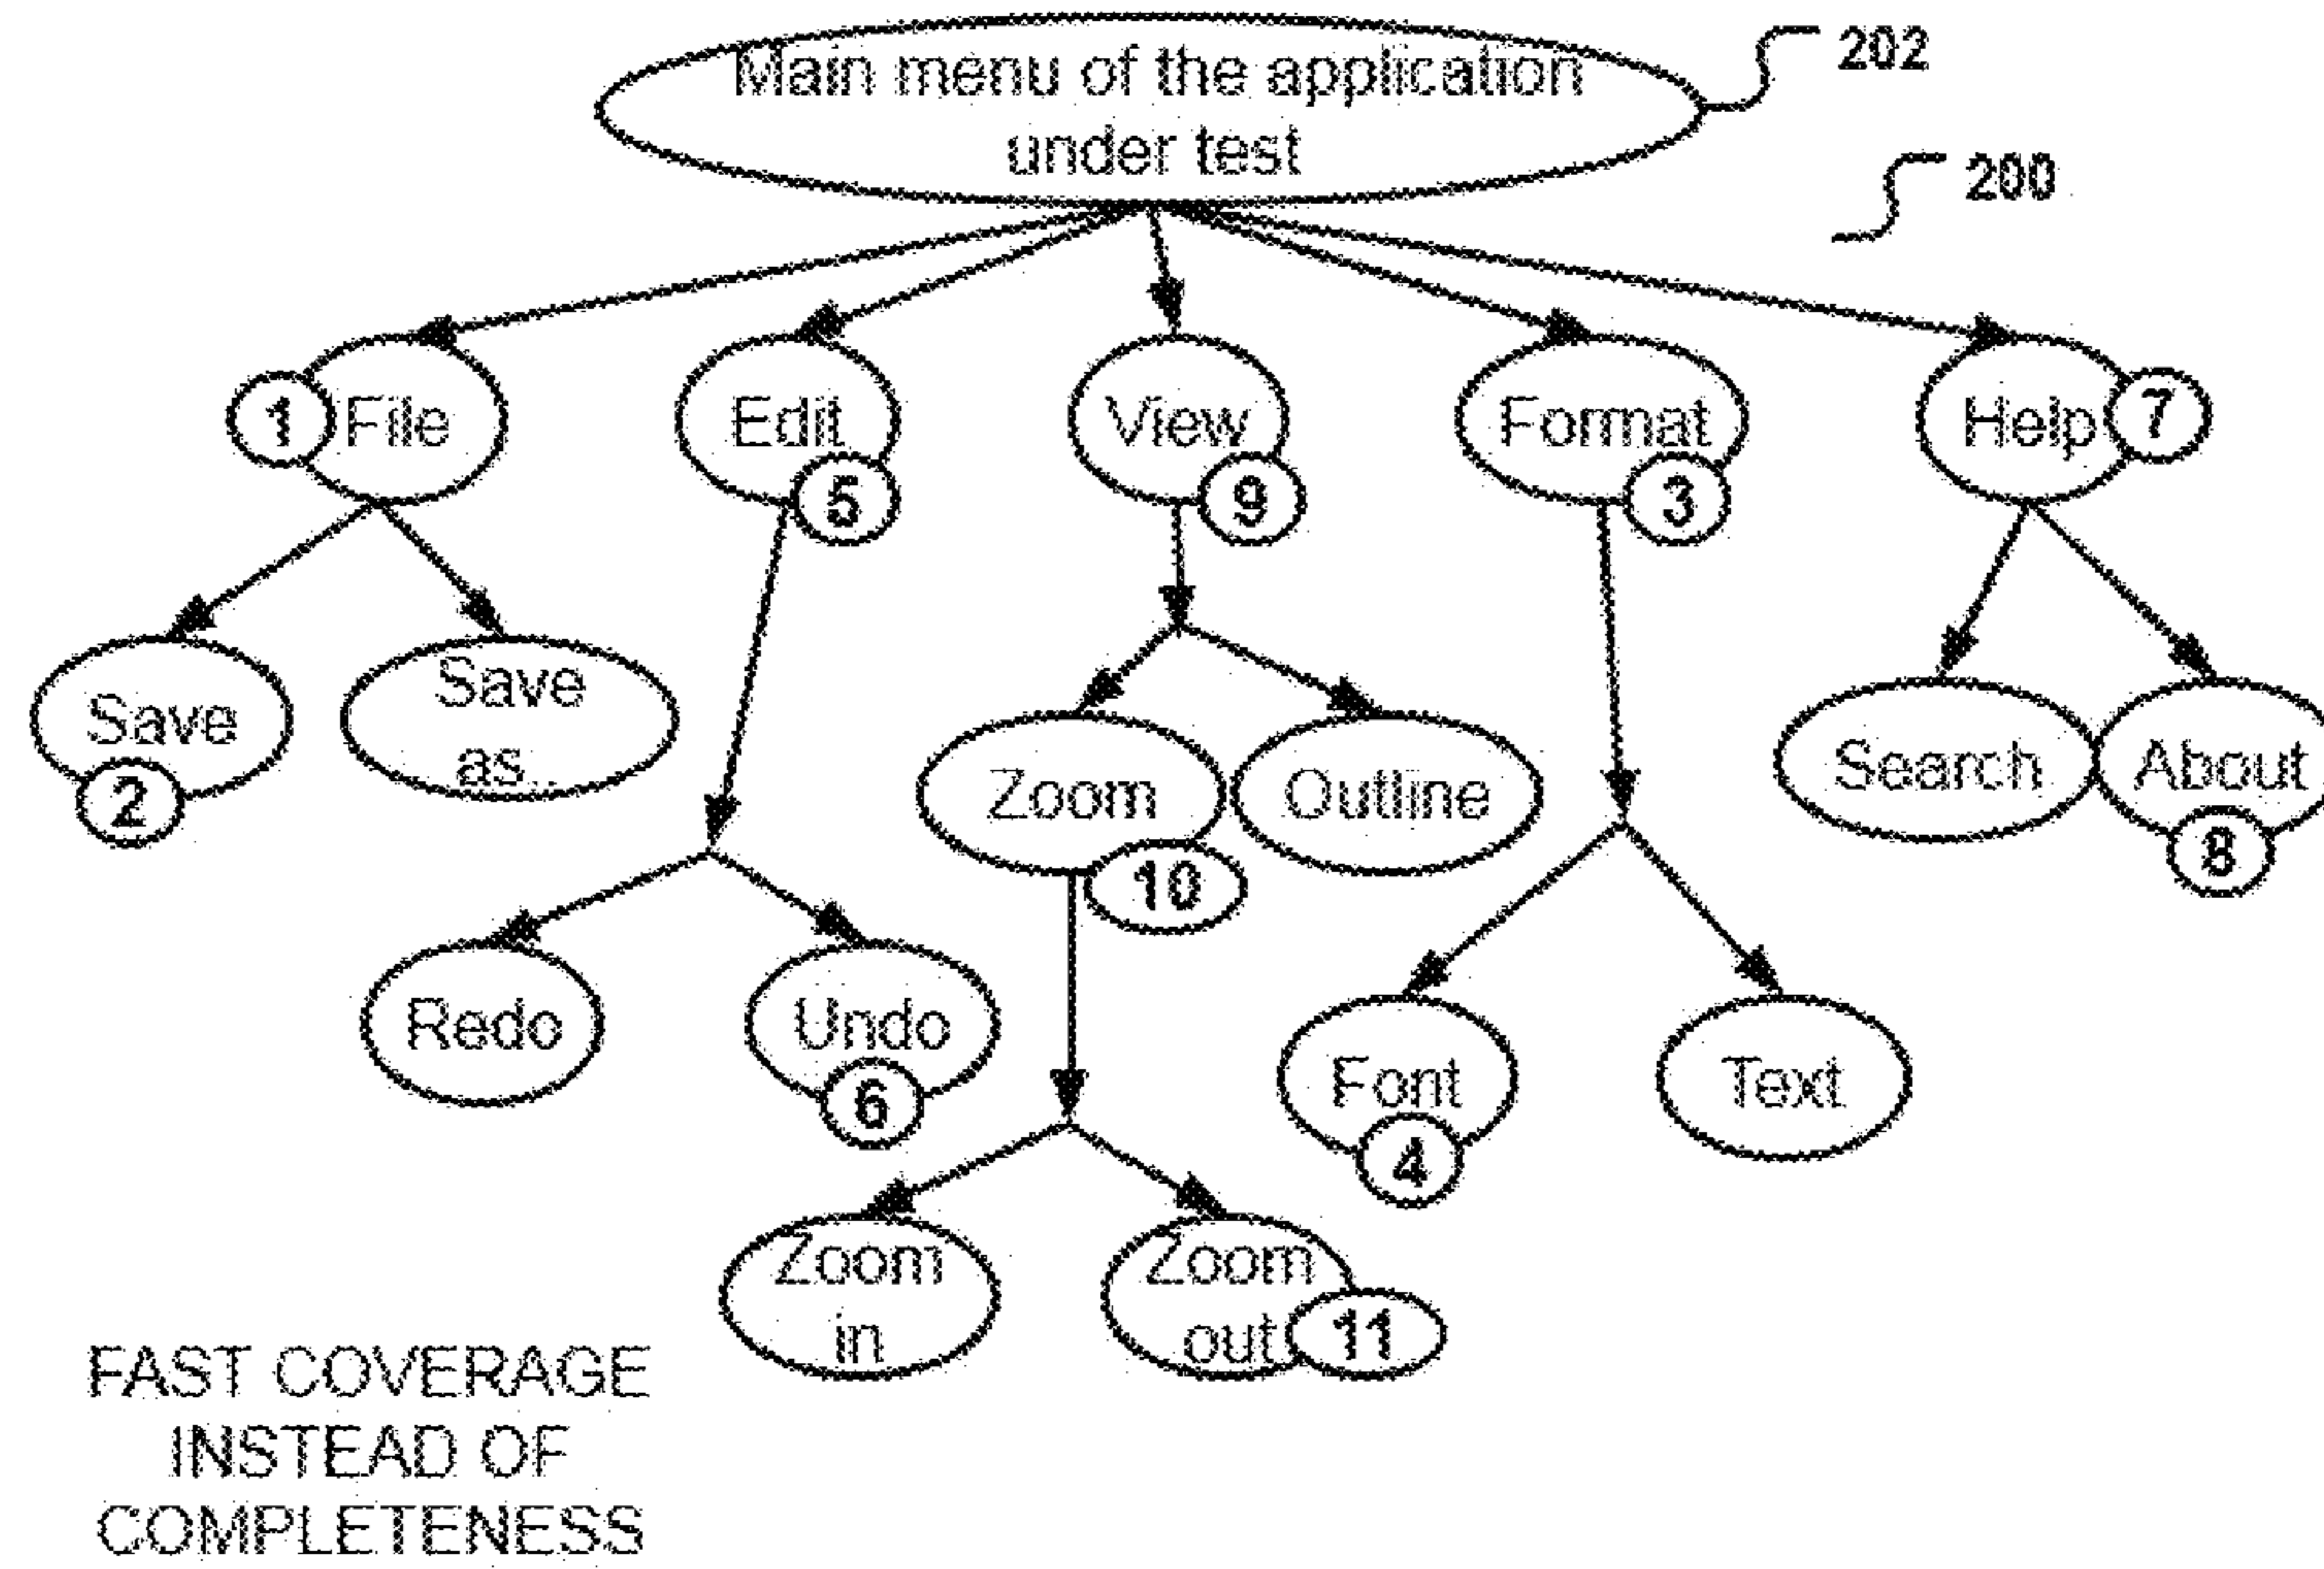 Main menu of the application
under test
202
200
1
File
Edit
5
View
9
Format
3
Help
7
Save
2
Save
as...
Zoom
10
Outline
Search
About
8
Redo
Undo
6
Font
4
Text
Zoom
in
Zoom
out
11
FAST COVERAGE
INSTEAD OF
COMPLETENESS